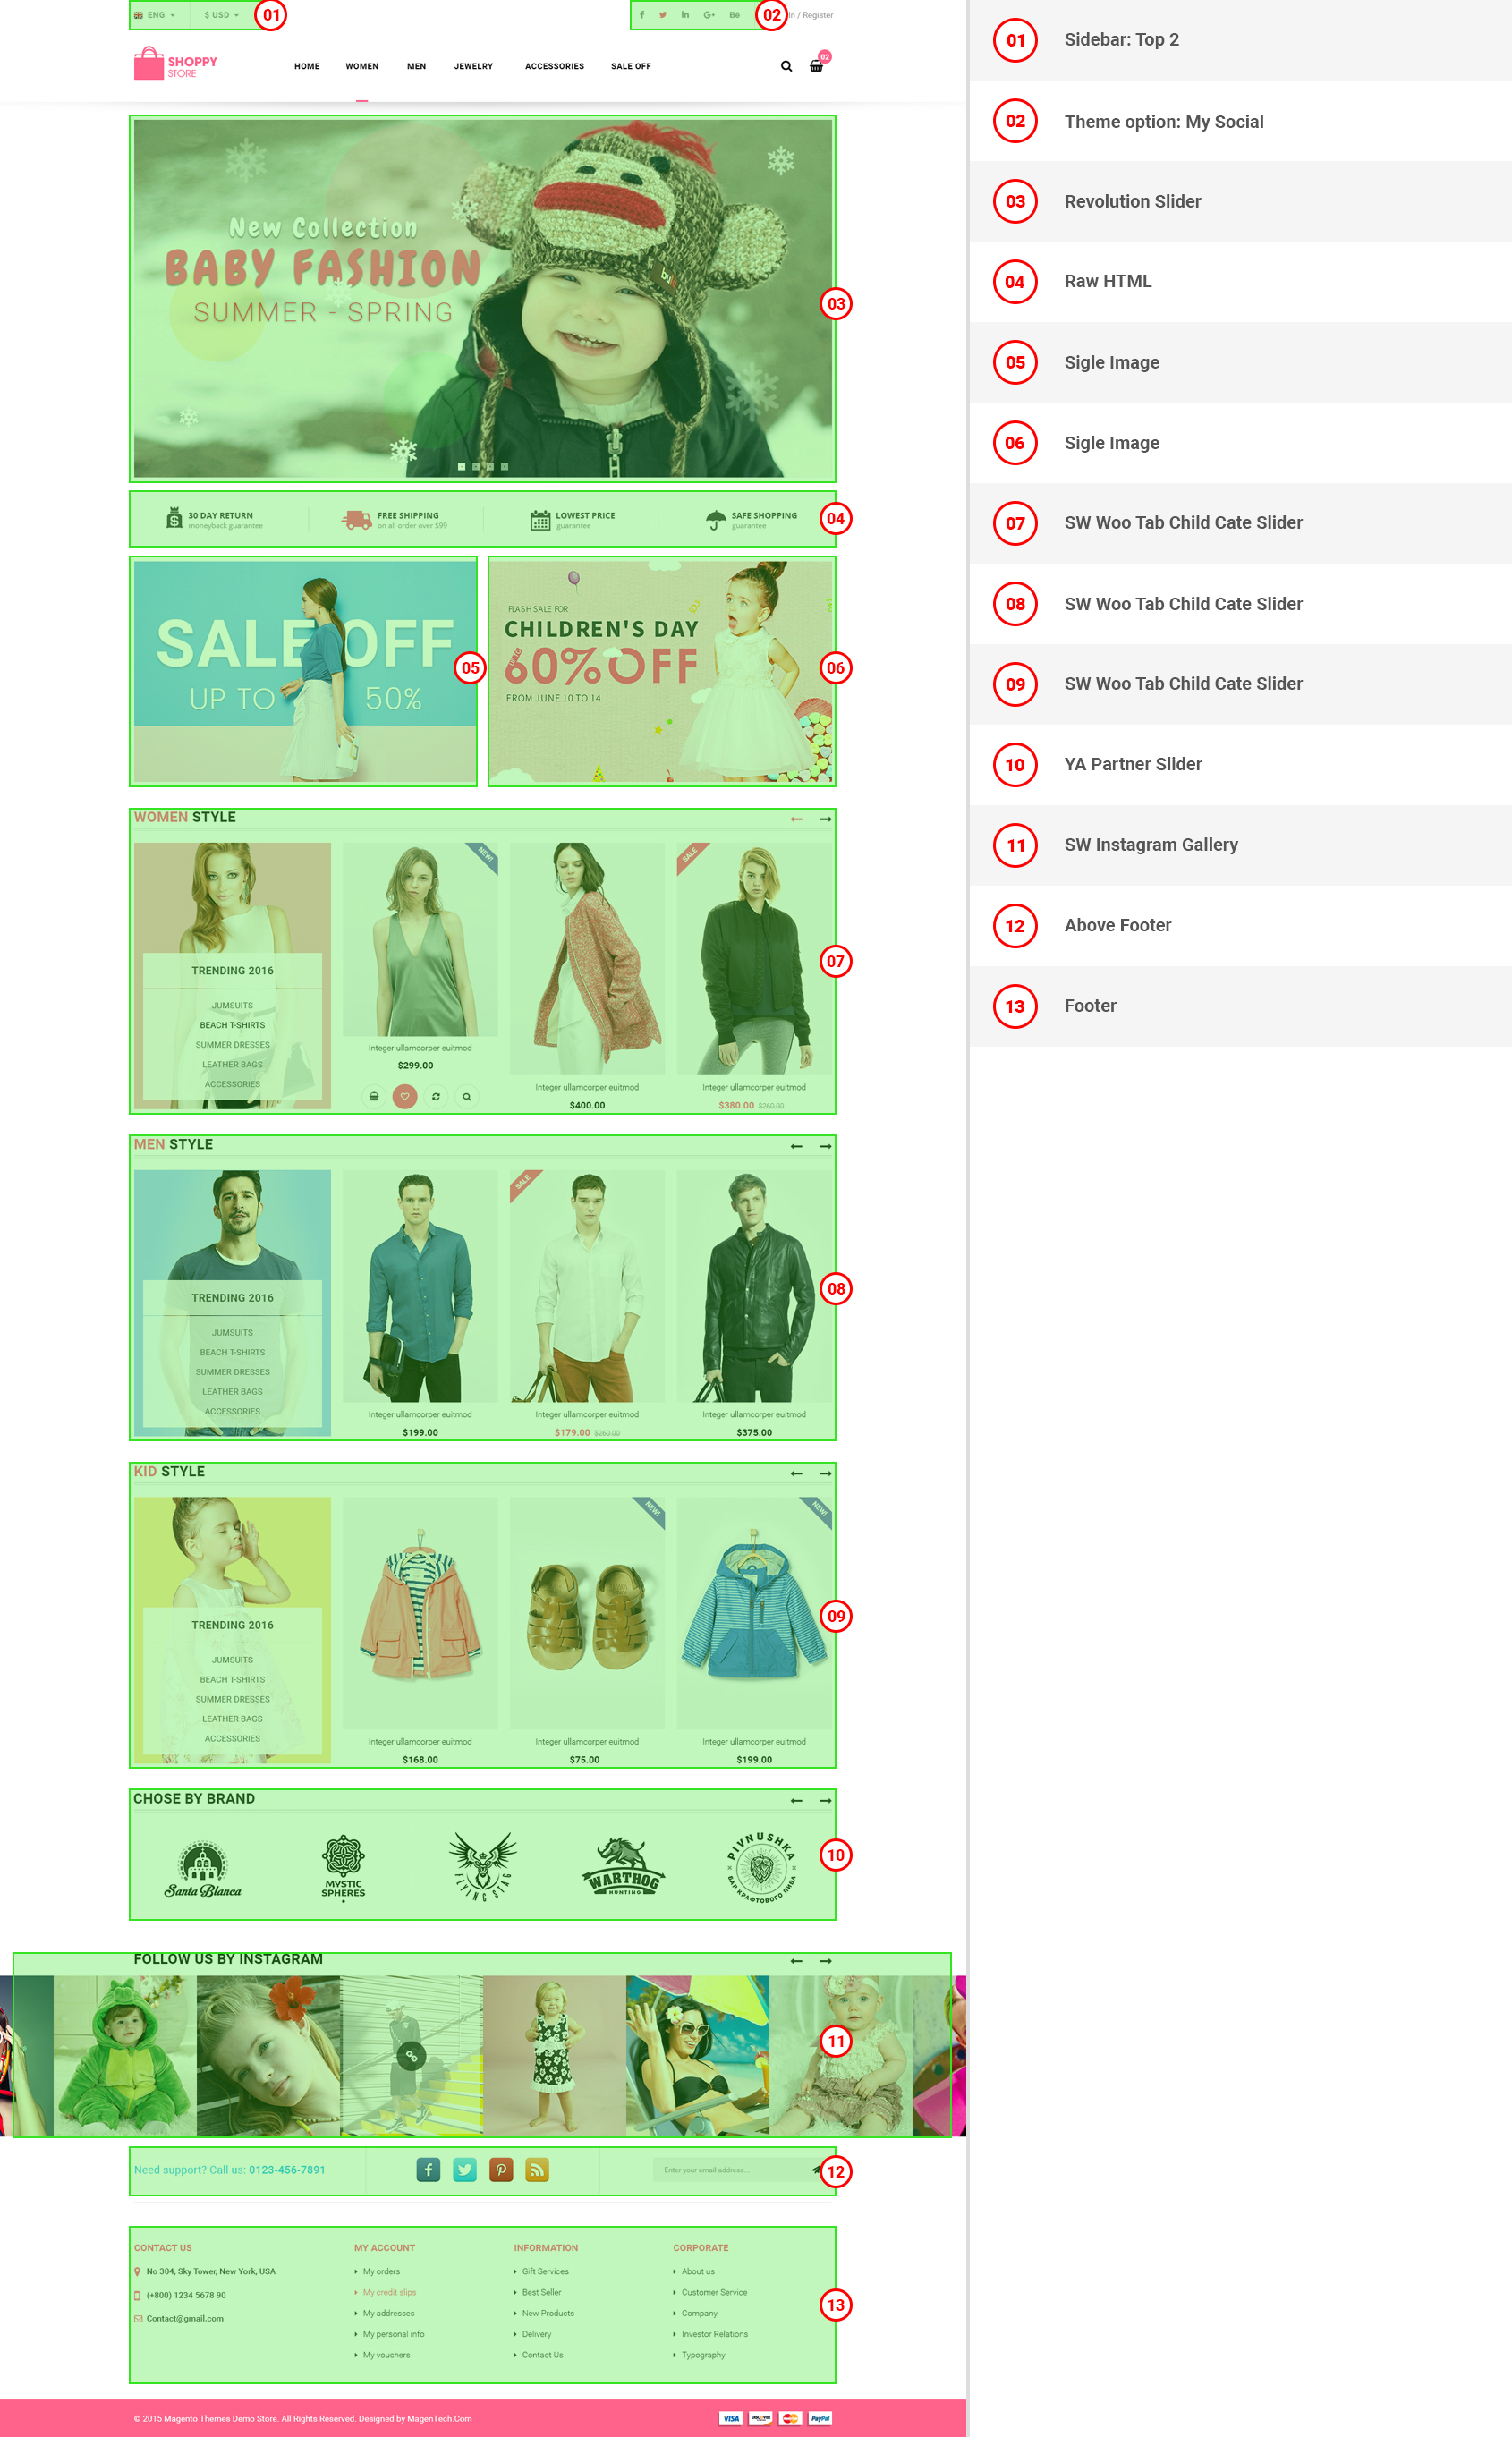 ENG
$ USD
01
02
In / Register
SHOPPY
STORE
HOME
WOMEN
MEN
JEWELRY
ACCESSORIES
SALE OFF
02
New Collection
BABY FASHION
SUMMER - SPRING
03
30 DAY RETURN
moneyback guarantee
FREE SHIPPING
on all order over $99
LOWEST PRICE
guarantee
SAFE SHOPPING
guarantee
04
SALE OFF
UP TO 50%
05
FLASH SALE FOR
CHILDREN'S DAY
UP TO 60% OFF
FROM JUNE 10 TO 14
06
WOMEN STYLE
NEW!
SALE
TRENDING 2016
JUMSUITS
BEACH T-SHIRTS
SUMMER DRESSES
LEATHER BAGS
ACCESSORIES
Integer ullamcorper euitmod
$299.00
Integer ullamcorper euitmod
$400.00
Integer ullamcorper euitmod
$380.00 $260.00
07
MEN STYLE
SALE
TRENDING 2016
JUMSUITS
BEACH T-SHIRTS
SUMMER DRESSES
LEATHER BAGS
ACCESSORIES
Integer ullamcorper euitmod
$199.00
Integer ullamcorper euitmod
$179.00 $260.00
Integer ullamcorper euitmod
$375.00
08
KID STYLE
NEW!
NEW!
TRENDING 2016
JUMSUITS
BEACH T-SHIRTS
SUMMER DRESSES
LEATHER BAGS
ACCESSORIES
Integer ullamcorper euitmod
$168.00
Integer ullamcorper euitmod
$75.00
Integer ullamcorper euitmod
$199.00
09
CHOSE BY BRAND
Santa Blanca
MYSTIC
SPHERES
FLYING STAG
WARTHOG
HUNTING
PIVNUSHKA
БАР КРАФТОВОГО ПИВА
10
FOLLOW US BY INSTAGRAM
11
Need support? Call us: 0123-456-7891
Enter your email address...
12
CONTACT US
No 304, Sky Tower, New York, USA
(+800) 1234 5678 90
Contact@gmail.com
MY ACCOUNT
My orders
My credit slips
My addresses
My personal info
My vouchers
INFORMATION
Gift Services
Best Seller
New Products
Delivery
Contact Us
CORPORATE
About us
Customer Service
Company
Investor Relations
Typography
13
© 2015 Magento Themes Demo Store. All Rights Reserved. Designed by MagenTech.Com
VISA
DISCOVER
MasterCard
PayPal
01 Sidebar: Top 2
02 Theme option: My Social
03 Revolution Slider
04 Raw HTML
05 Sigle Image
06 Sigle Image
07 SW Woo Tab Child Cate Slider
08 SW Woo Tab Child Cate Slider
09 SW Woo Tab Child Cate Slider
10 YA Partner Slider
11 SW Instagram Gallery
12 Above Footer
13 Footer